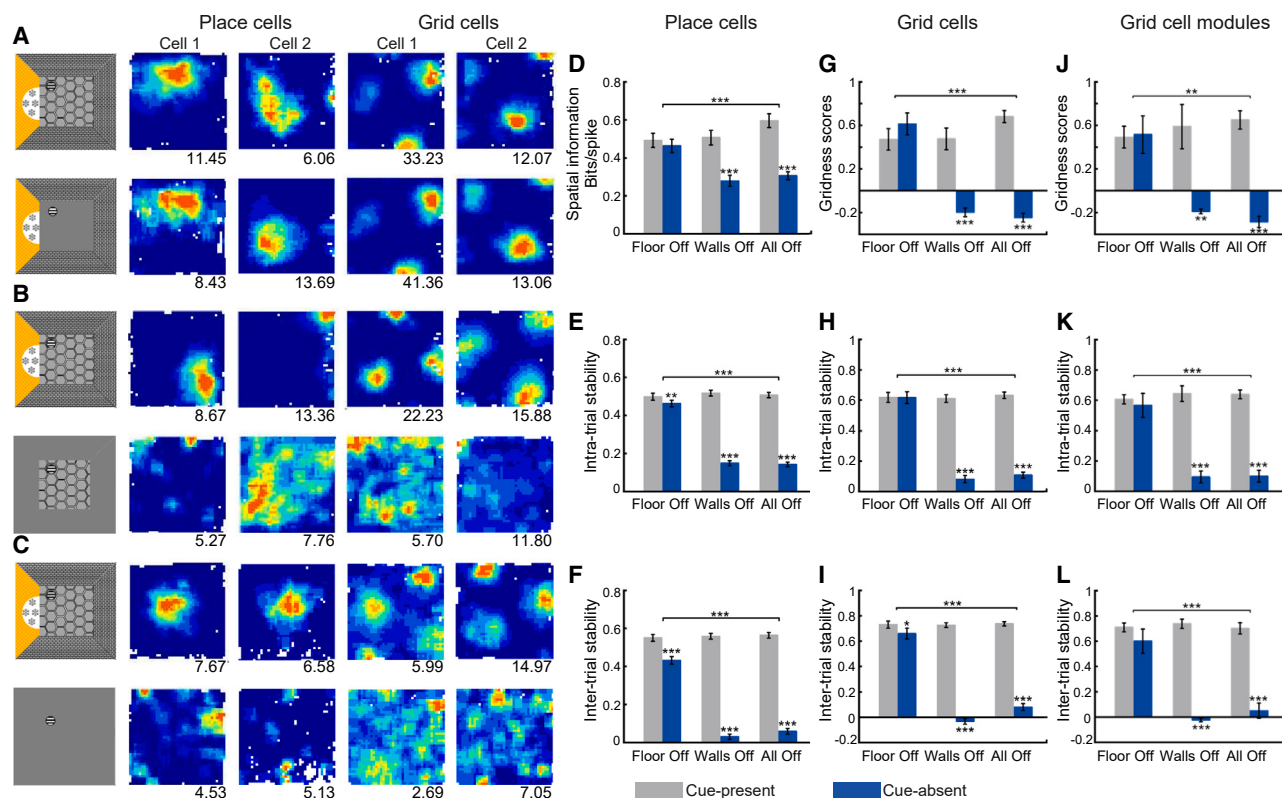 Place cells Grid cells Place cells Grid cells Grid cell modules
A Cell 1 Cell 2 Cell 1 Cell 2
11.45 6.06 33.23 12.07
8.43 13.69 41.36 13.06
B
8.67 13.36 22.23 15.88
5.27 7.76 5.70 11.80
C
7.67 6.58 5.99 14.97
4.53 5.13 2.69 7.05
D
Spatial information
Bits/spike
0.8
0.6
0.4
0.2
0
***
*** ***
Floor Off Walls Off All Off
G
Gridness scores
1
0.6
0.2
-0.2
***
*** ***
Floor Off Walls Off All Off
J
Gridness scores
1
0.6
0.2
-0.2
**
** ***
Floor Off Walls Off All Off
E
Intra-trial stability
0.8
0.6
0.4
0.2
0
***
** *** ***
Floor Off Walls Off All Off
H
Intra-trial stability
1
0.8
0.6
0.4
0.2
0
***
*** ***
Floor Off Walls Off All Off
K
Intra-trial stability
1
0.8
0.6
0.4
0.2
0
***
*** ***
Floor Off Walls Off All Off
F
Inter-trial stability
0.8
0.6
0.4
0.2
0
***
*** *** ***
Floor Off Walls Off All Off
I
Inter-trial stability
1
0.8
0.6
0.4
0.2
0
-0.2
***
* *** ***
Floor Off Walls Off All Off
L
Inter-trial stability
1
0.8
0.6
0.4
0.2
0
-0.2
***
*** ***
Floor Off Walls Off All Off
Cue-present Cue-absent